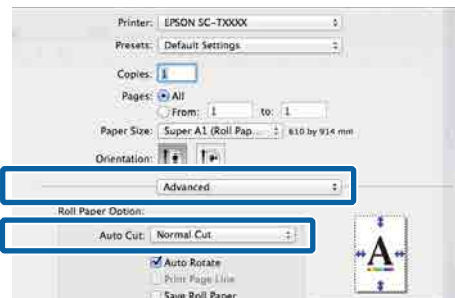 Printer: EPSON SC-TXXXX
Presets: Default Settings
Copies: 1
Pages: All
From: 1 to: 1
Paper Size: Super A1 (Roll Pap... 610 by 914 mm
Orientation:
Advanced
Roll Paper Option:
Auto Cut: Normal Cut
Auto Rotate
Print Page Line
Save Roll Paper
A